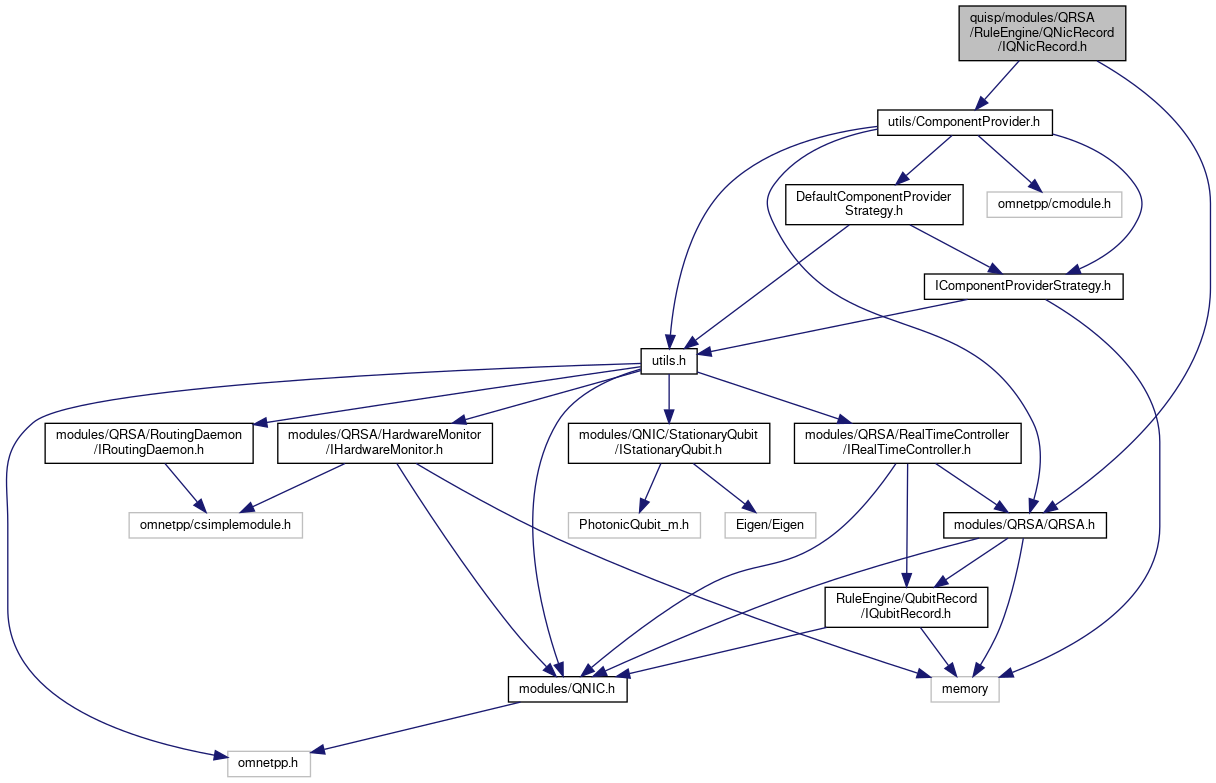 quisp/modules/QRSA
/RuleEngine/QNicRecord
/IQNicRecord.h
utils/ComponentProvider.h
DefaultComponentProvider
Strategy.h
omnetpp/cmodule.h
IComponentProviderStrategy.h
utils.h
modules/QRSA/RoutingDaemon
/IRoutingDaemon.h
modules/QRSA/HardwareMonitor
/IHardwareMonitor.h
modules/QNIC/StationaryQubit
/IStationaryQubit.h
modules/QRSA/RealTimeController
/IRealTimeController.h
omnetpp/csimplemodule.h
PhotonicQubit_m.h
Eigen/Eigen
modules/QRSA/QRSA.h
RuleEngine/QubitRecord
/IQubitRecord.h
modules/QNIC.h
memory
omnetpp.h